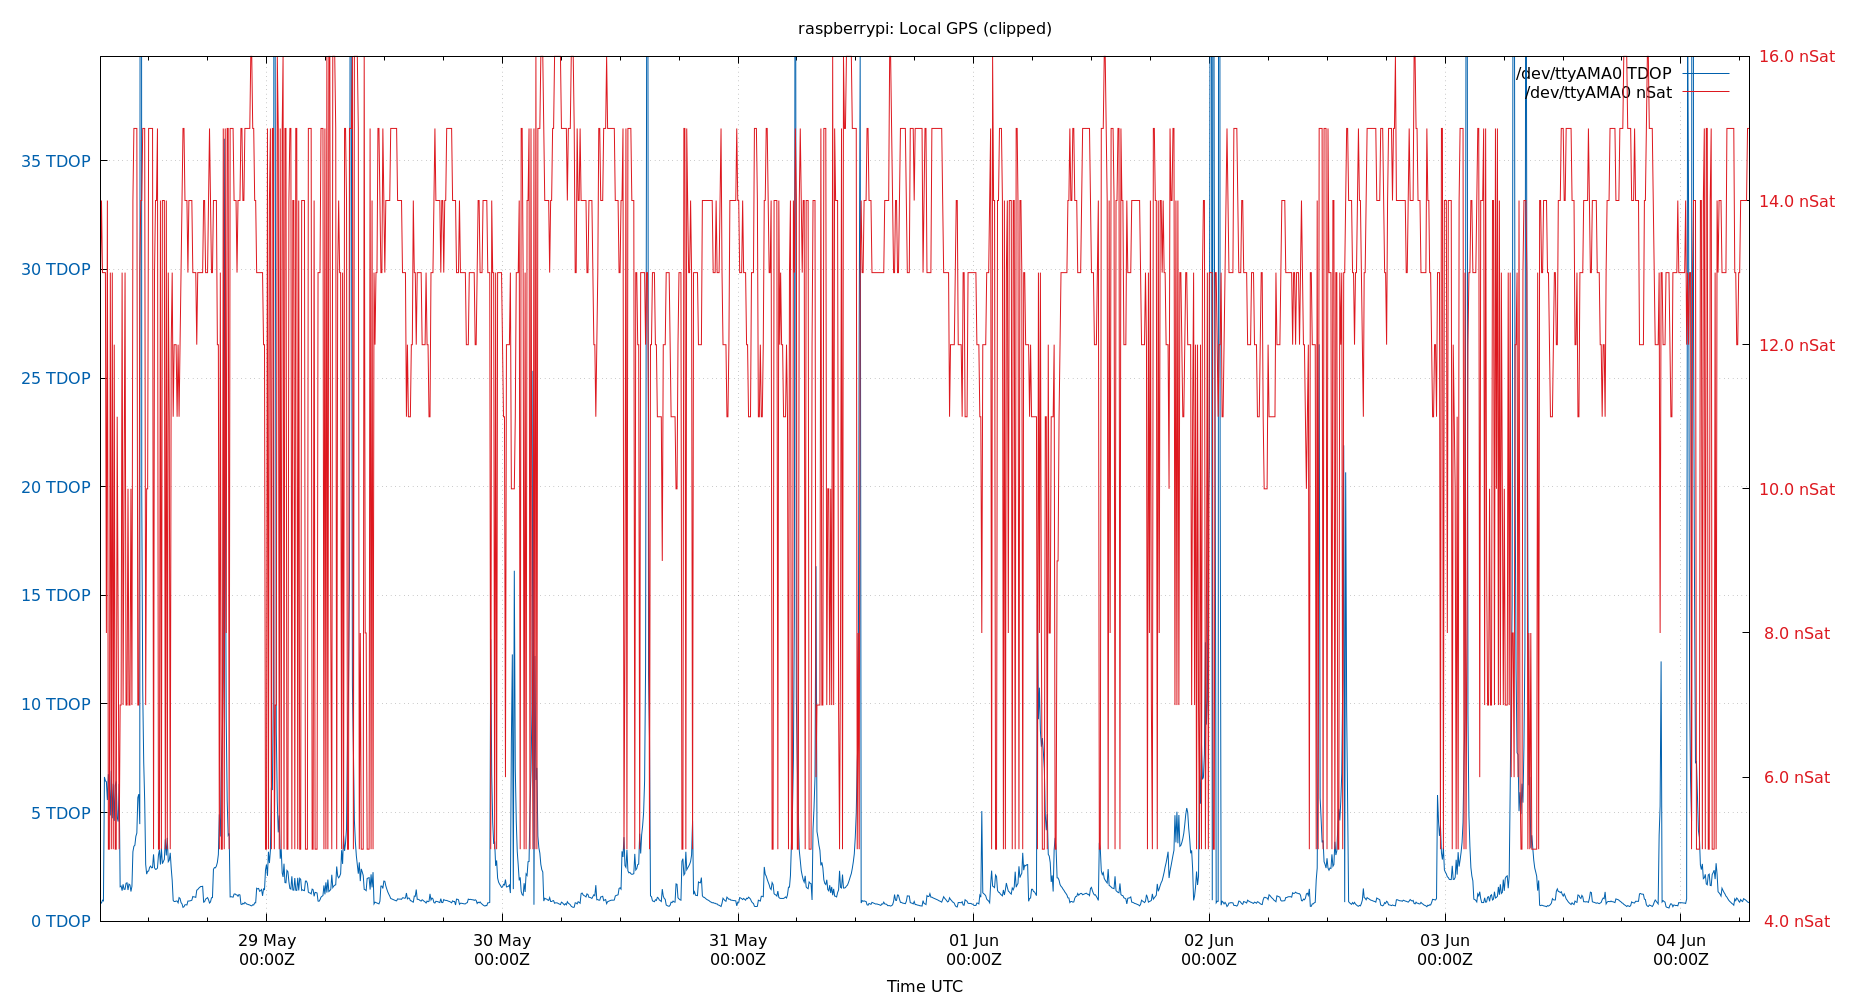 raspberrypi: Local GPS (clipped)
/dev/ttyAMA0 TDOP
/dev/ttyAMA0 nSat
35 TDOP
30 TDOP
25 TDOP
20 TDOP
15 TDOP
10 TDOP
5 TDOP
0 TDOP
16.0 nSat
14.0 nSat
12.0 nSat
10.0 nSat
8.0 nSat
6.0 nSat
4.0 nSat
29 May
00:00Z
30 May
00:00Z
31 May
00:00Z
01 Jun
00:00Z
02 Jun
00:00Z
03 Jun
00:00Z
04 Jun
00:00Z
Time UTC